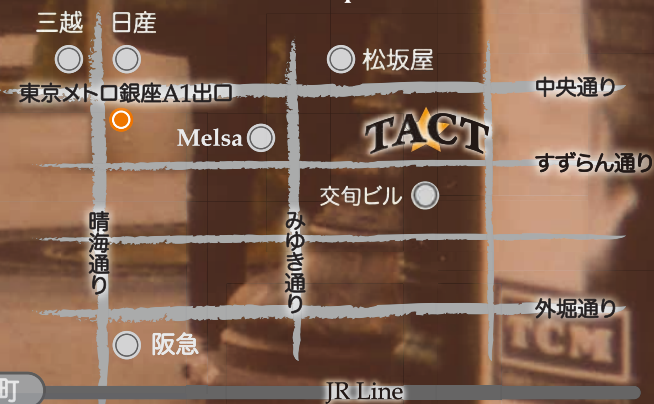 三越
日産
松坂屋
中央通り
東京メトロ銀座A1出口
Melsa
TACT
すずらん通り
交旬ビル
晴海通り
みゆき通り
外堀通り
TCM
阪急
町
JR Line